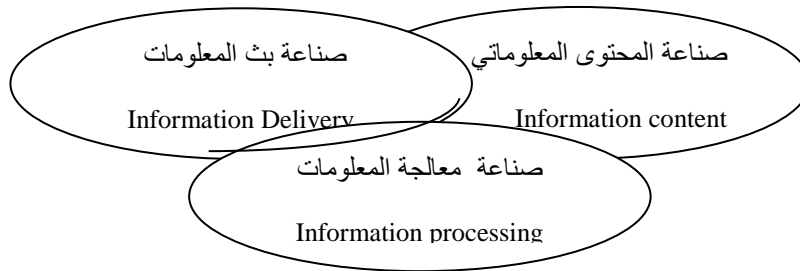 صناعة المحتوى المعلوماتي
Information content
صناعة بث المعلومات
Information Delivery
صناعة معالجة المعلومات
Information processing